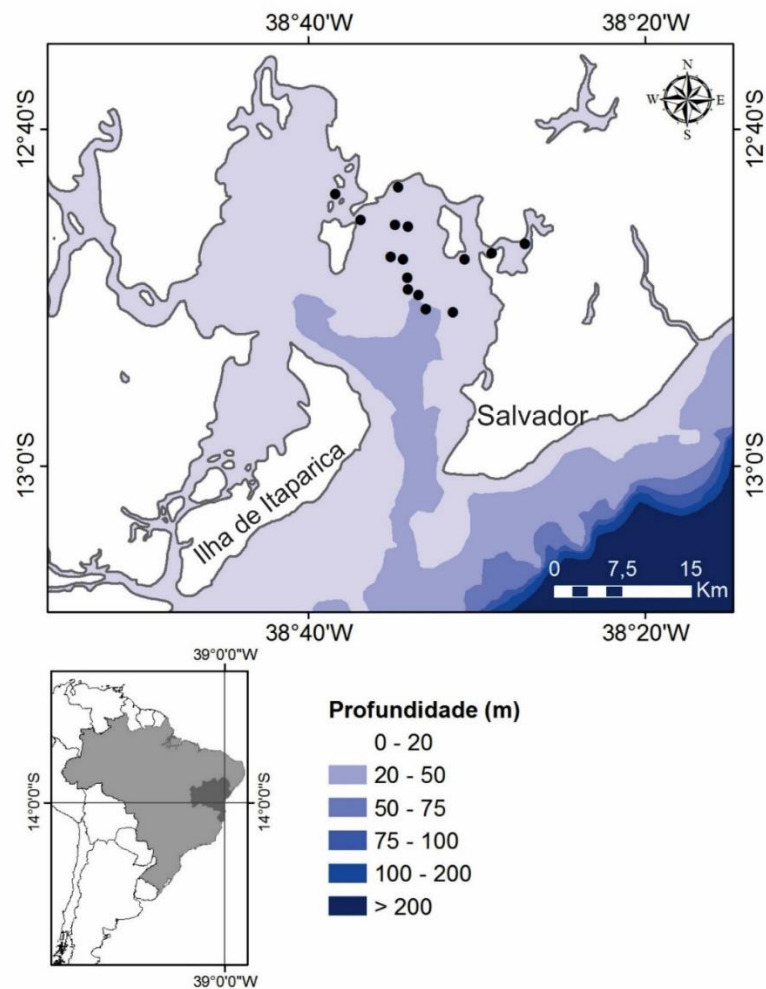 38°40'W 38°20'W
N
W E
S
12°40'S 12°40'S
Salvador
13°0'S 13°0'S
Ilha de Itaparica
0 7,5 15
Km
38°40'W 38°20'W
39°0'0"W
14°0'0"S 14°0'0"S
39°0'0"W
Profundidade (m)
0 - 20
20 - 50
50 - 75
75 - 100
100 - 200
> 200